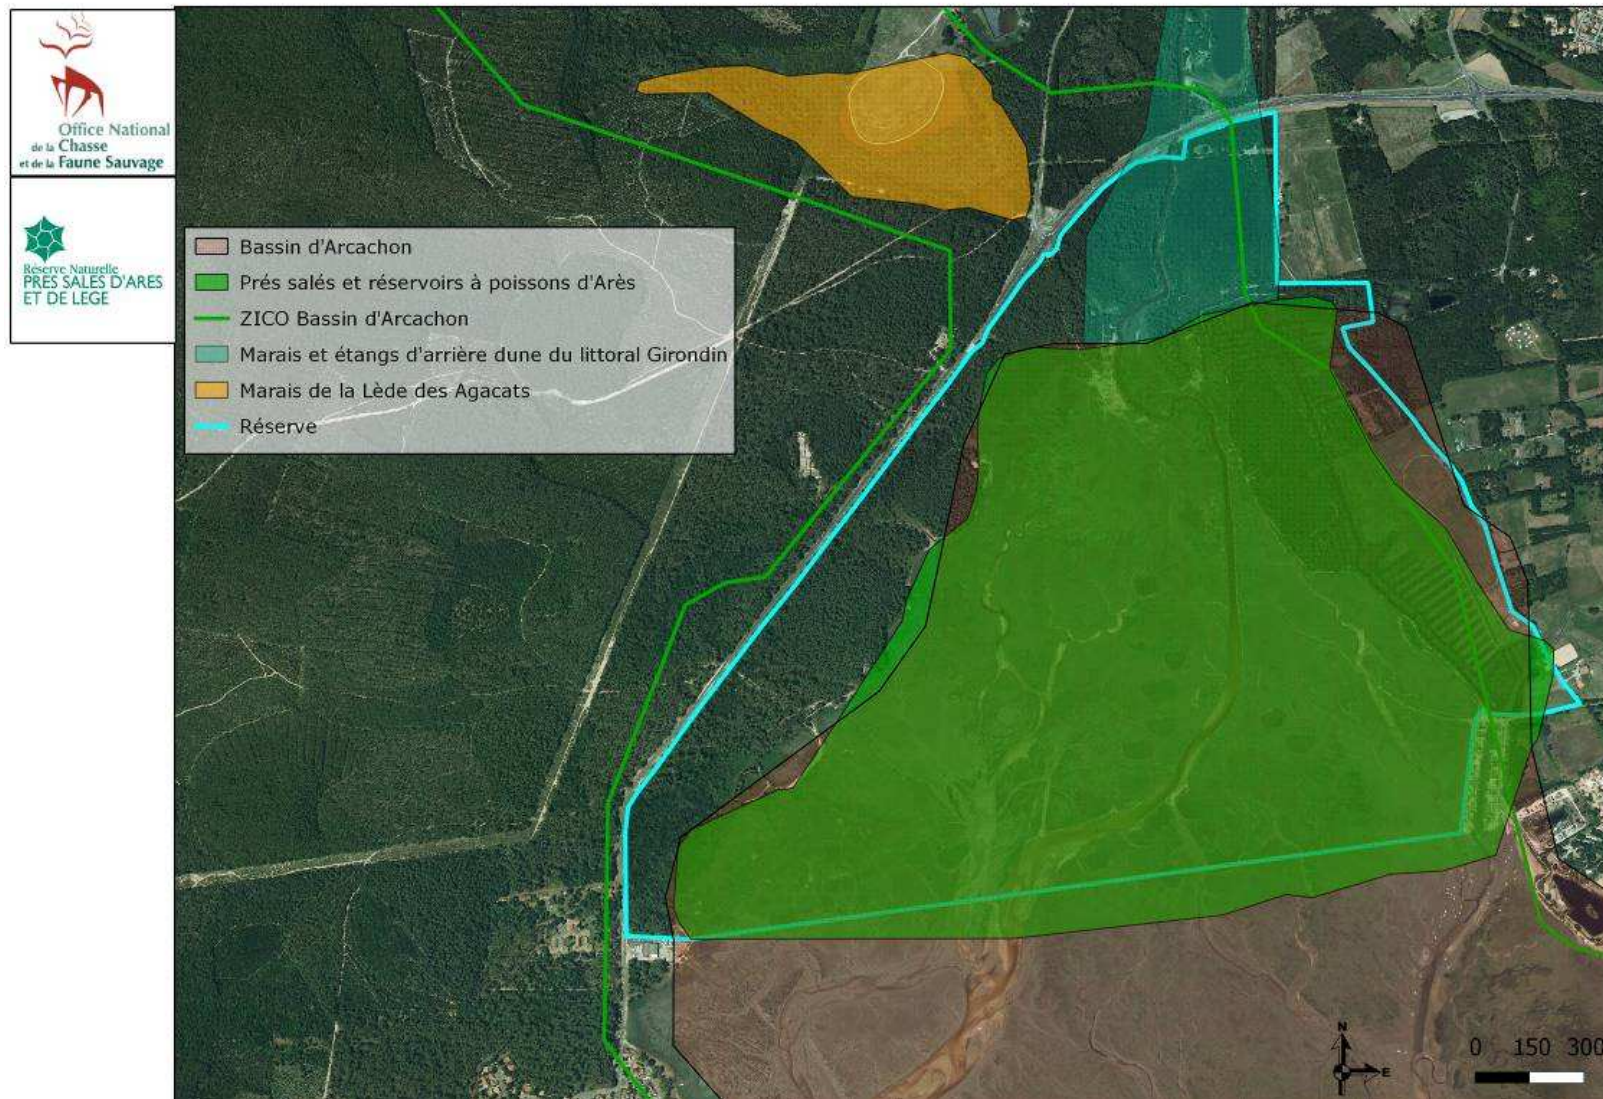 Office National
de la Chasse
et de la Faune Sauvage
Réserve Naturelle
PRES SALES D'ARES
ET DE LEGE
Bassin d'Arcachon
Prés salés et réservoirs à poissons d'Arès
ZICO Bassin d'Arcachon
Marais et étangs d'arrière dune du littoral Girondin
Marais de la Lède des Agacats
Réserve
N
E
0 150 300